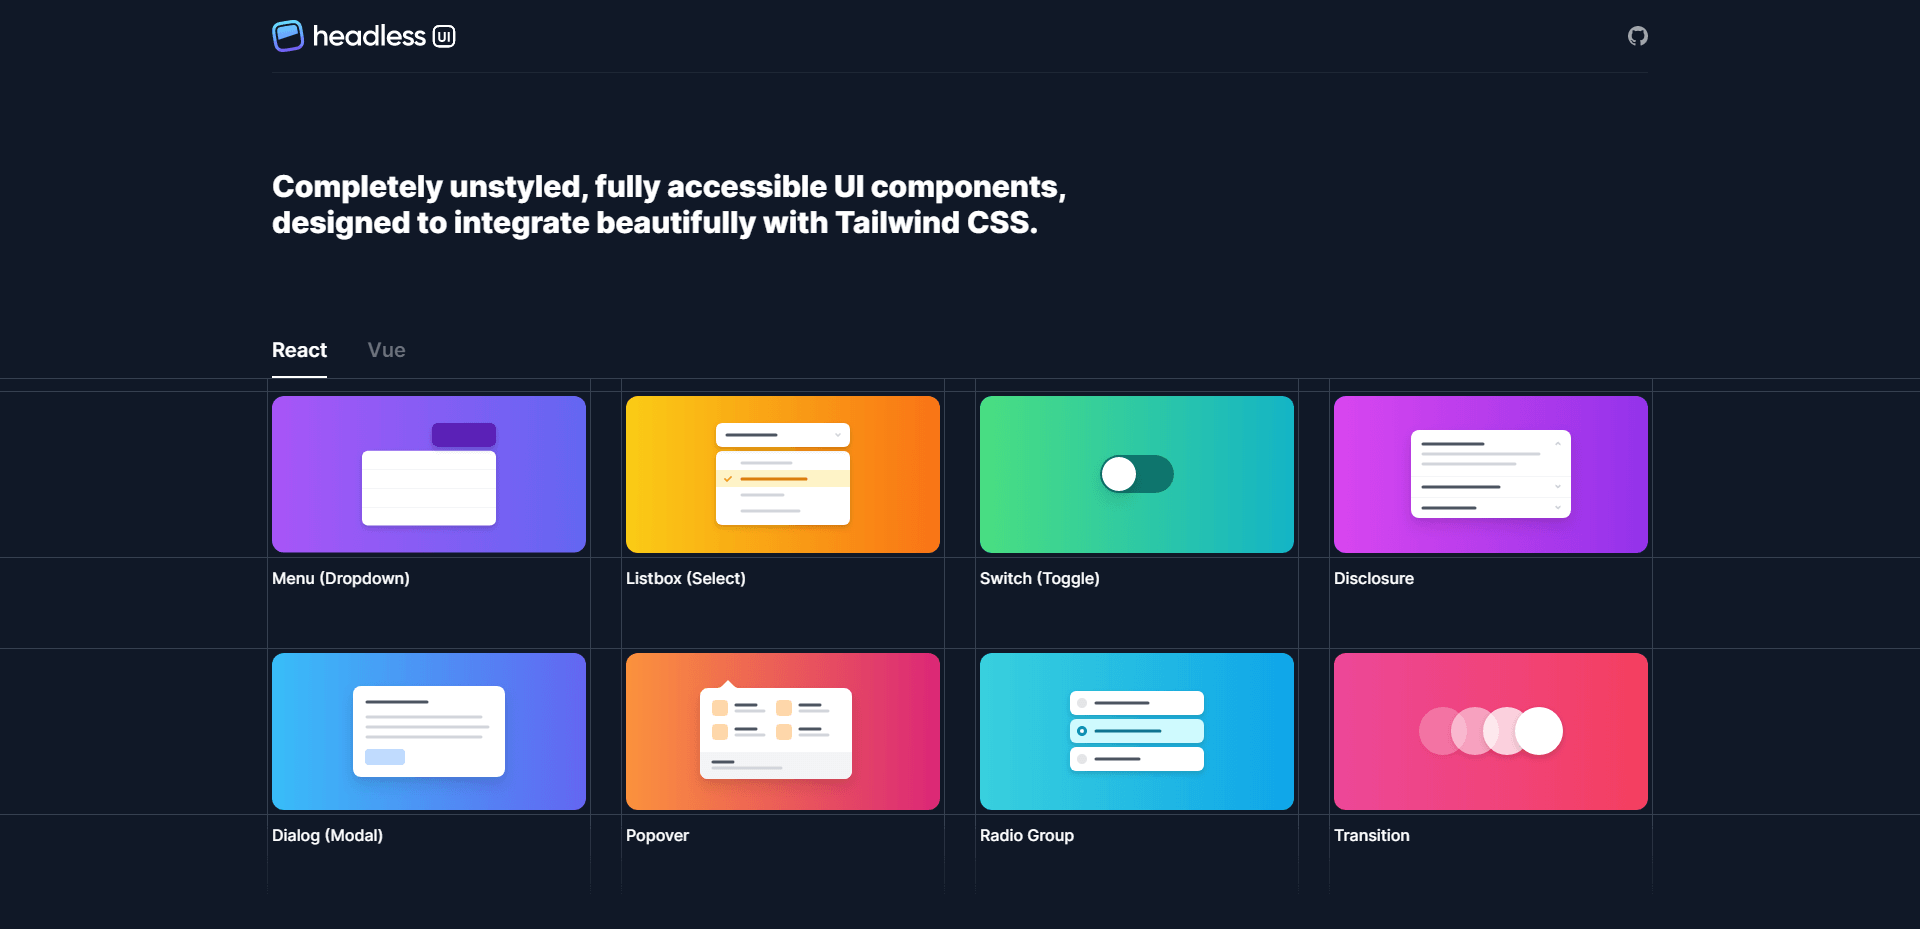 headless UI
Completely unstyled, fully accessible UI components,
designed to integrate beautifully with Tailwind CSS.
React Vue
Menu (Dropdown) Listbox (Select) Switch (Toggle) Disclosure
Dialog (Modal) Popover Radio Group Transition